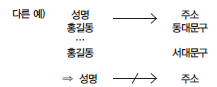 다른 예) 성명 → 주소
홍길동 동대문구
… 
홍길동 서대문구
⇒ 성명 ↛ 주소